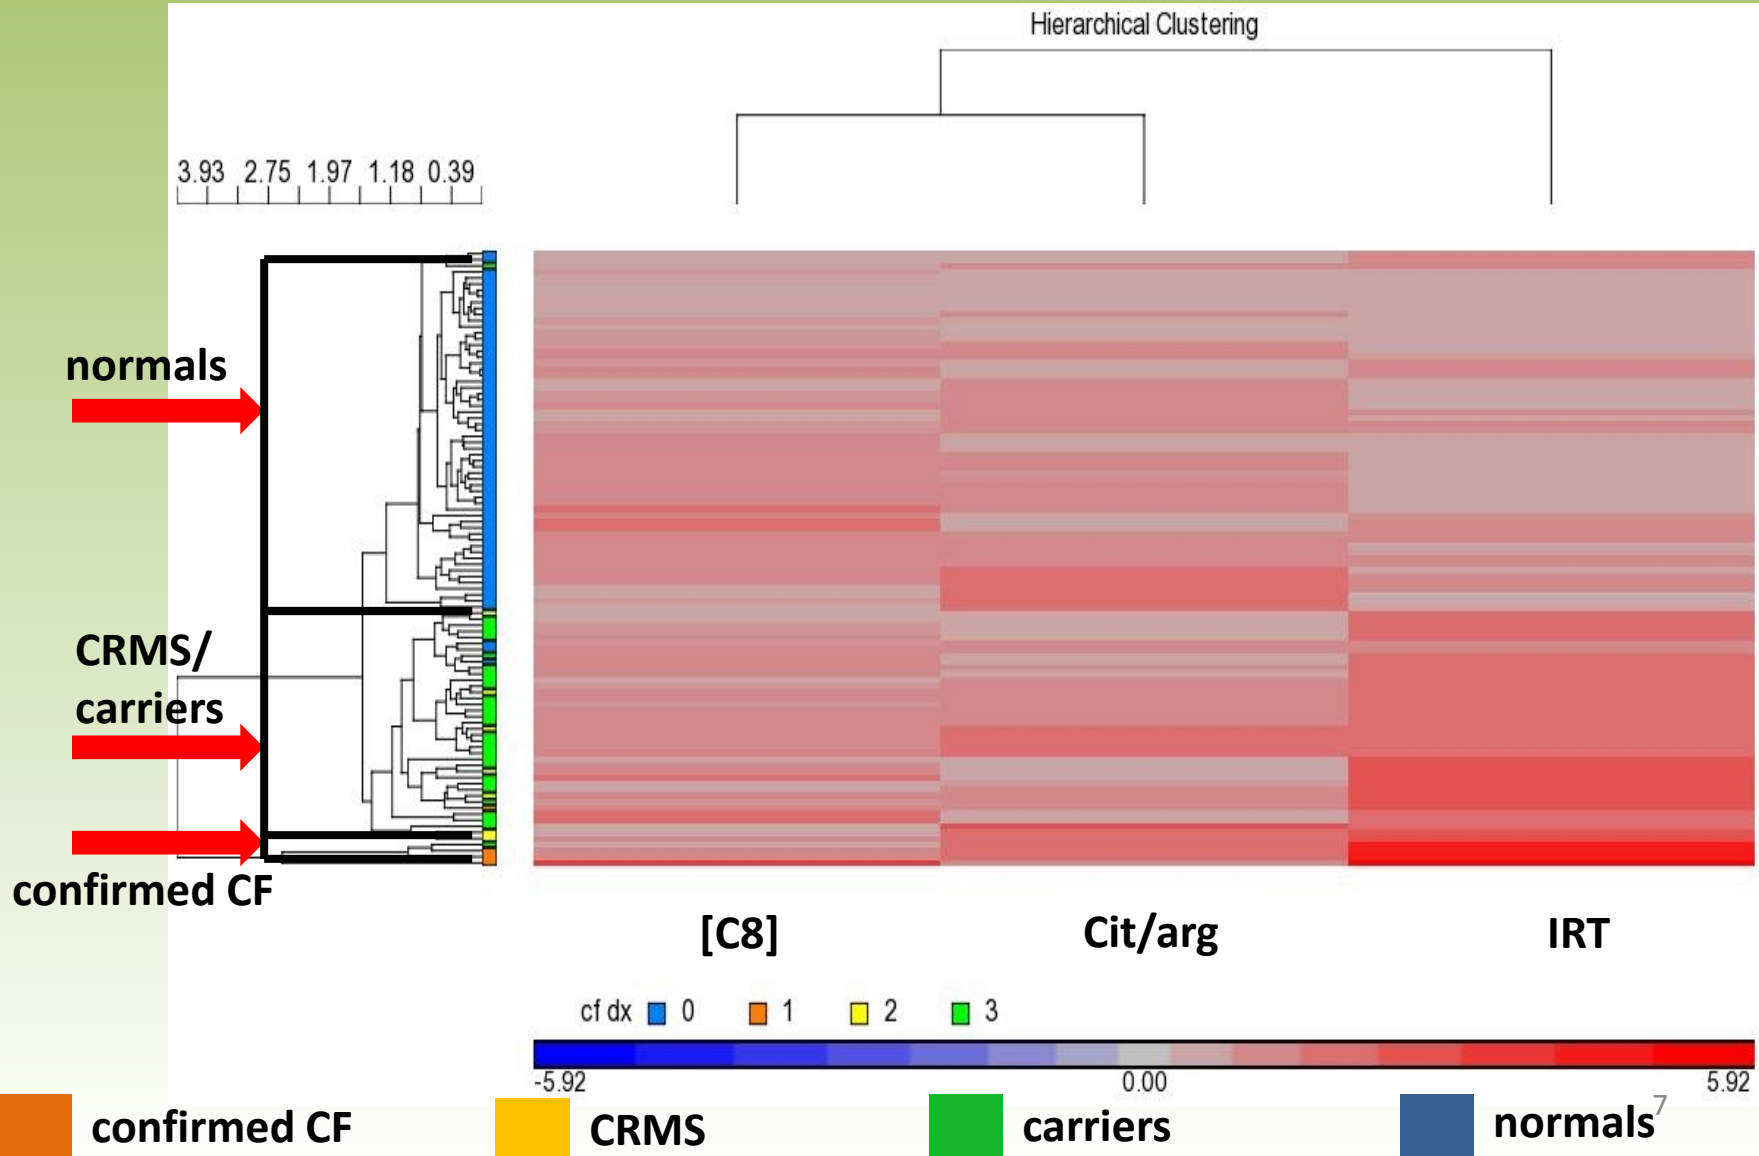 Hierarchical Clustering
3.93 2.75 1.97 1.18 0.39
normals
CRMS/
carriers
confirmed CF
[C8] Cit/arg IRT
cf dx 0 1 2 3
-5.92 0.00 5.92
confirmed CF CRMS carriers normals 7